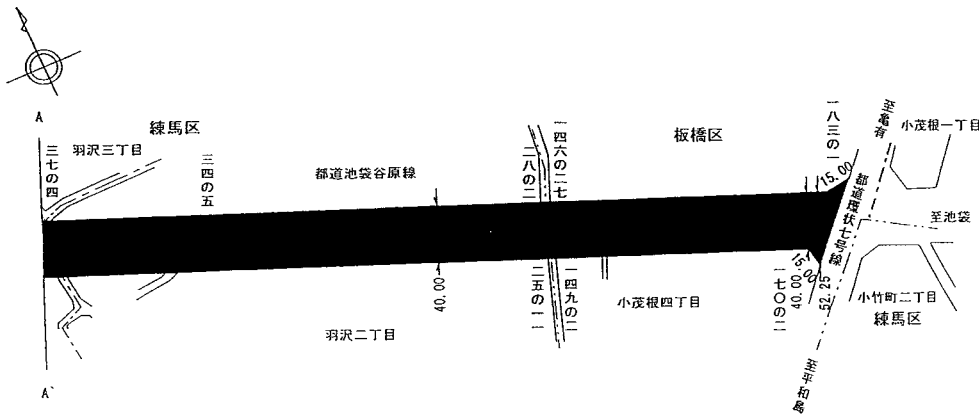 A
練馬区
羽沢三丁目
三七の四
三四の五
都道池袋谷原線
一四六の二七
二八の二
板橋区
一八三の一
15.00
至亀有
小茂根一丁目
都道環状七号線
至池袋
40.00
羽沢二丁目
二五の一一
一四九の二
小茂根四丁目
一七〇の二
15.00
40.00
52.25
小竹町二丁目
練馬区
至平和島
A`